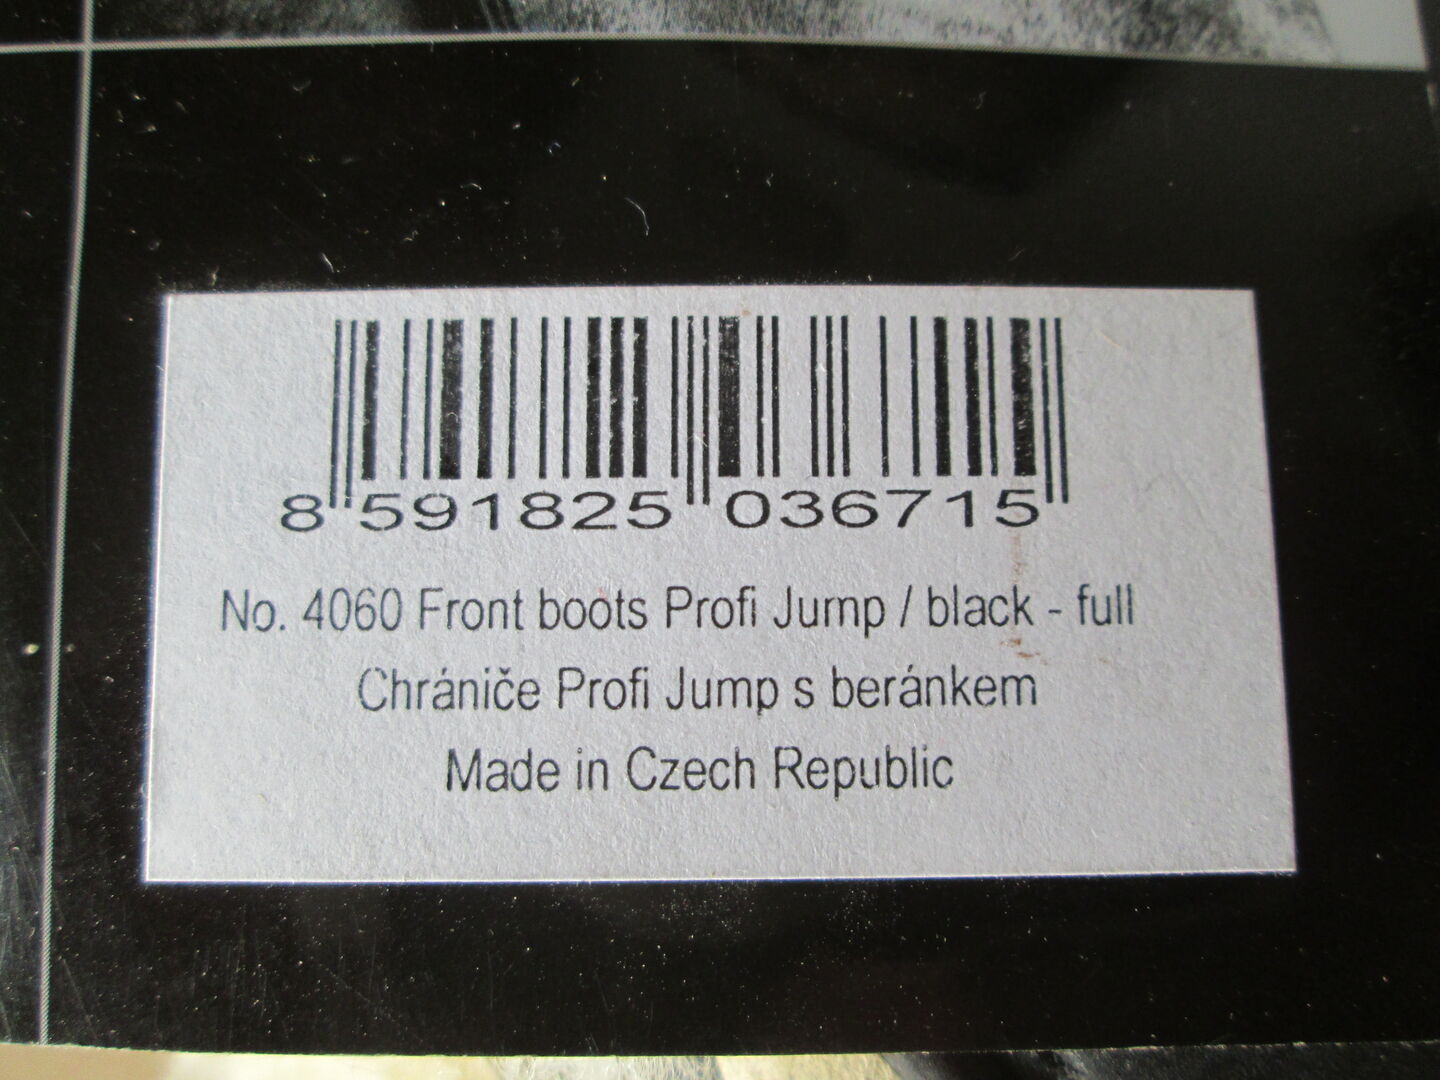 8 591825 036715
No. 4060 Front boots Profi Jump / black - full
Chrániče Profi Jump s beránkem
Made in Czech Republic